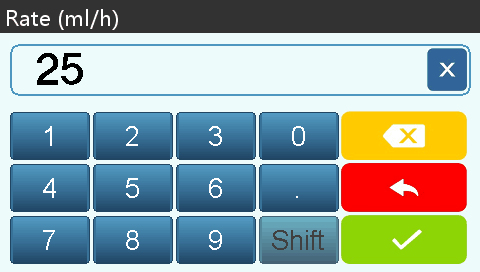 Rate (ml/h)
25 x
1 2 3 0
4 5 6 .
7 8 9 Shift